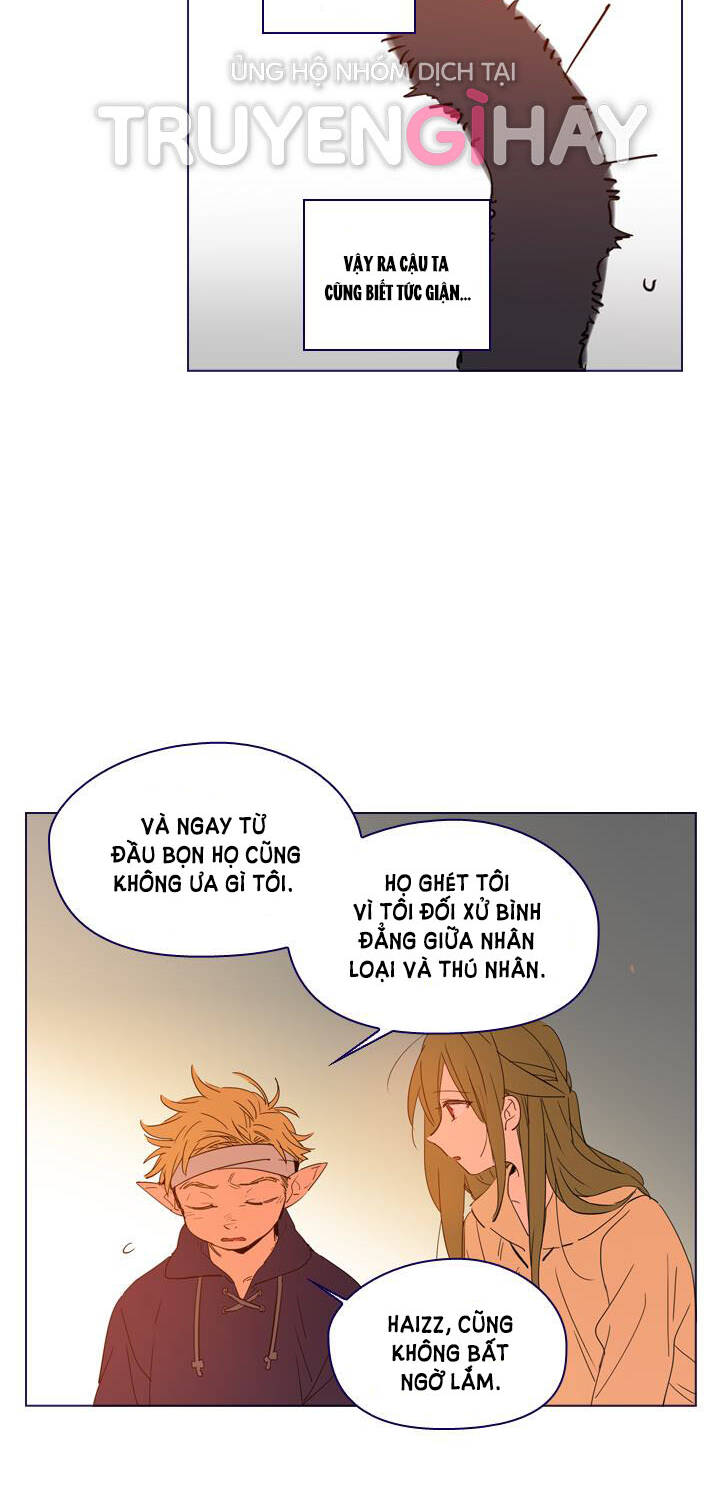 ỦNG HỘ NHÓM DỊCH TẠI
TRUYENGIHAY
VẬY RA CẬU TA
CŨNG BIẾT TỨC GIẬN...
VÀ NGAY TỪ
ĐẦU BỌN HỌ CŨNG
KHÔNG ƯA GÌ TÔI.
HỌ GHÉT TÔI
VÌ TÔI ĐỐI XỬ BÌNH
ĐẲNG GIỮA NHÂN
LOẠI VÀ THÚ NHÂN.
HAIZZ, CŨNG
KHÔNG BẤT
NGỜ LẮM.